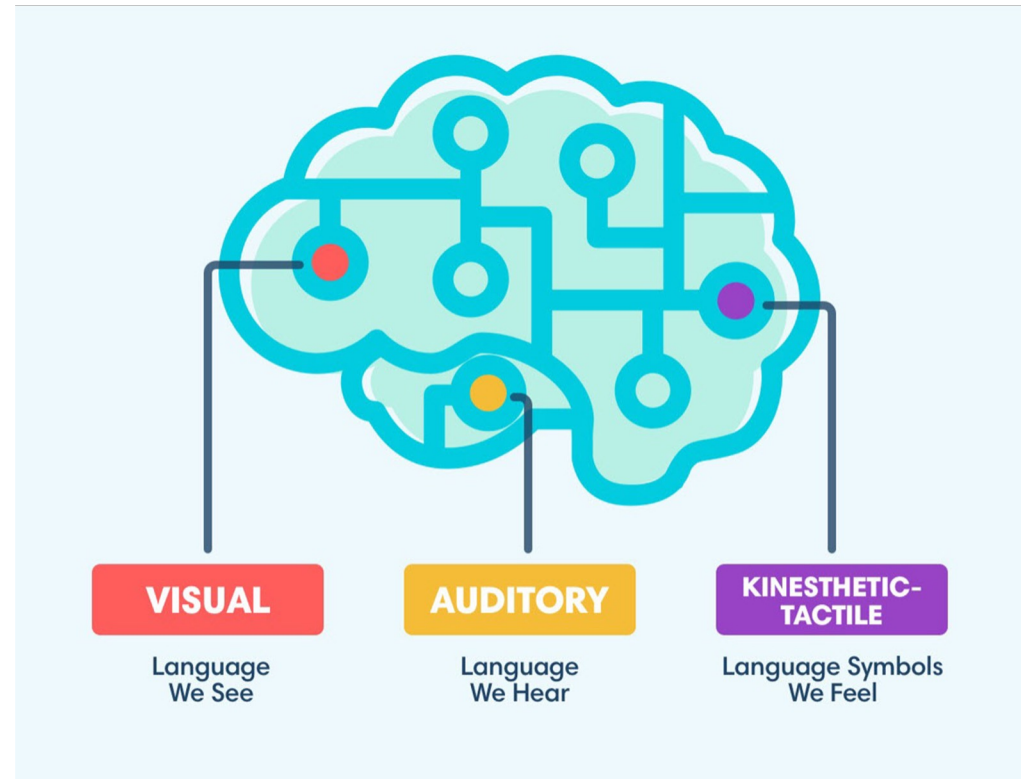 VISUAL
Language
We See
AUDITORY
Language
We Hear
KINESTHETIC-
TACTILE
Language Symbols
We Feel